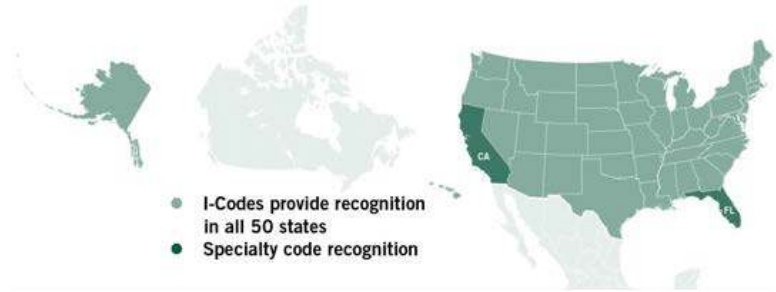 CA
FL
I-Codes provide recognition
in all 50 states
Specialty code recognition